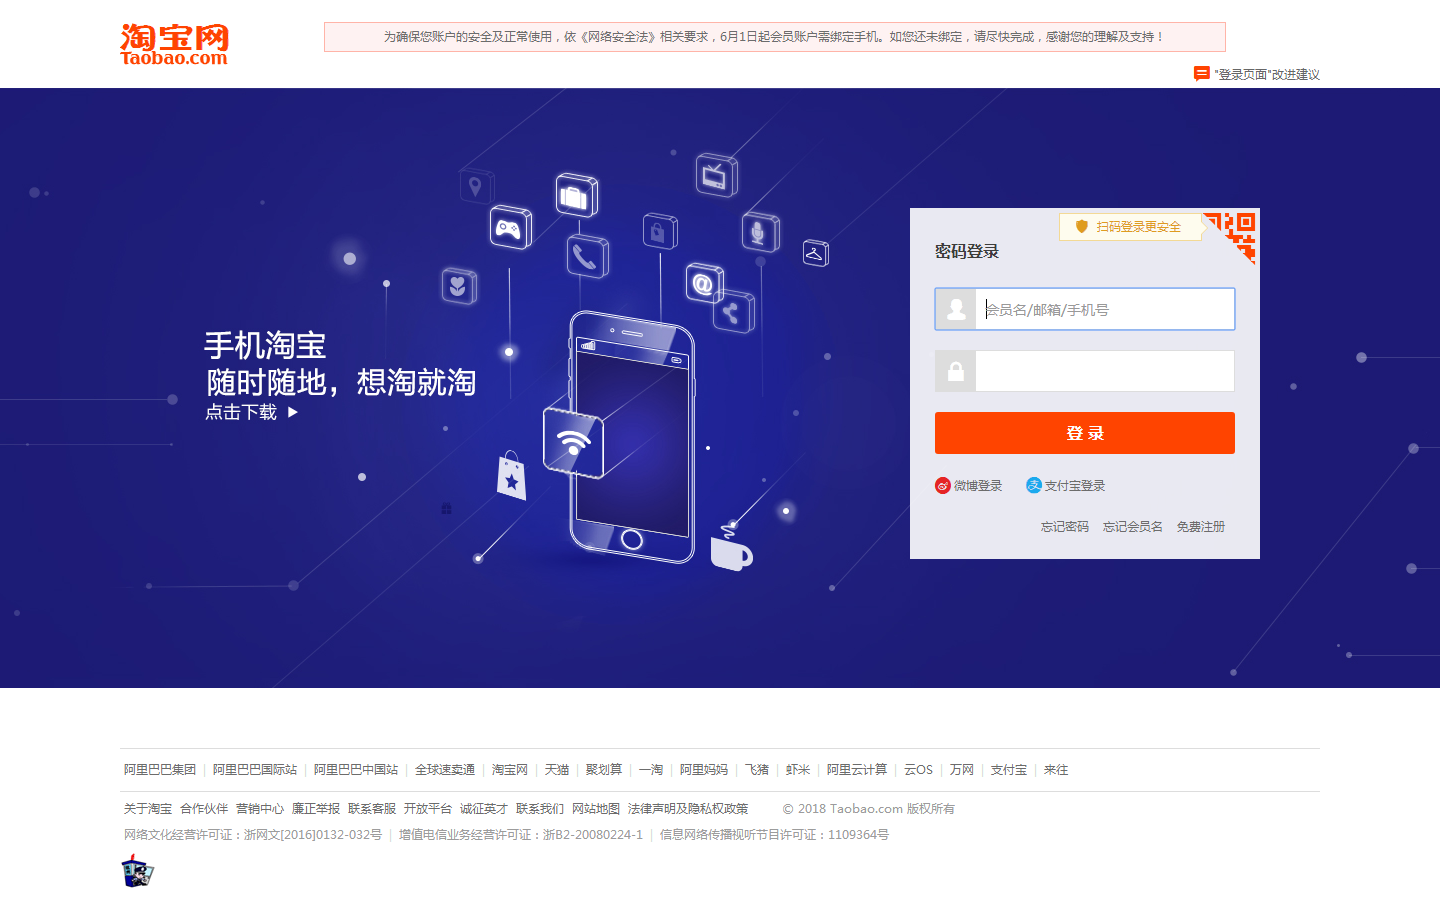 淘宝网
Taobao.com
为确保您账户的安全及正常使用，依《网络安全法》相关要求，6月1日起会员账户需绑定手机。如您还未绑定，请尽快完成，感谢您的理解及支持！
"登录页面"改进建议
扫码登录更安全
密码登录
会员名/邮箱/手机号
登 录
微博登录 支付宝登录
忘记密码 忘记会员名 免费注册
手机淘宝
随时随地，想淘就淘
点击下载
@
阿里巴巴集团 | 阿里巴巴国际站 | 阿里巴巴中国站 | 全球速卖通 | 淘宝网 | 天猫 | 聚划算 | 一淘 | 阿里妈妈 | 飞猪 | 虾米 | 阿里云计算 | 云OS | 万网 | 支付宝 | 来往
关于淘宝 合作伙伴 营销中心 廉正举报 联系客服 开放平台 诚征英才 联系我们 网站地图 法律声明及隐私权政策 © 2018 Taobao.com 版权所有
网络文化经营许可证：浙网文[2016]0132-032号 | 增值电信业务经营许可证：浙B2-20080224-1 | 信息网络传播视听节目许可证：1109364号